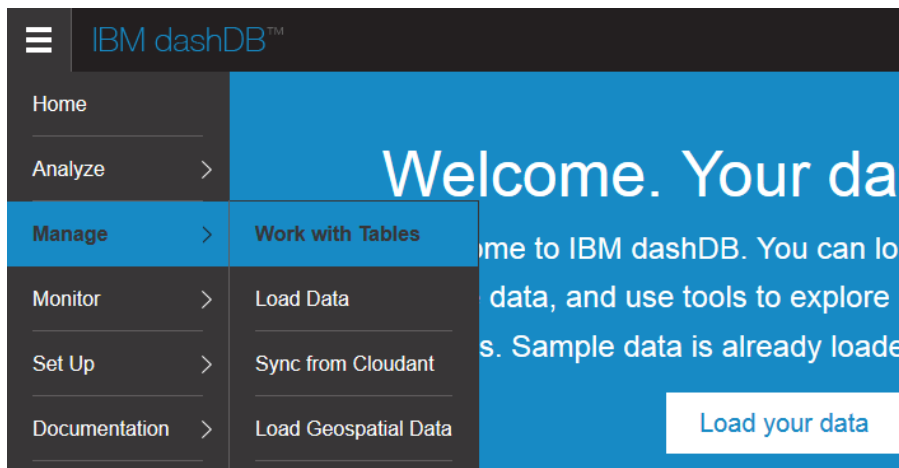 IBM dashDB™
Home
Analyze
Manage
Monitor
Set Up
Documentation
Work with Tables
Load Data
Sync from Cloudant
Load Geospatial Data
Welcome. Your da
ome to IBM dashDB. You can lo
data, and use tools to explore
s. Sample data is already loade
Load your data